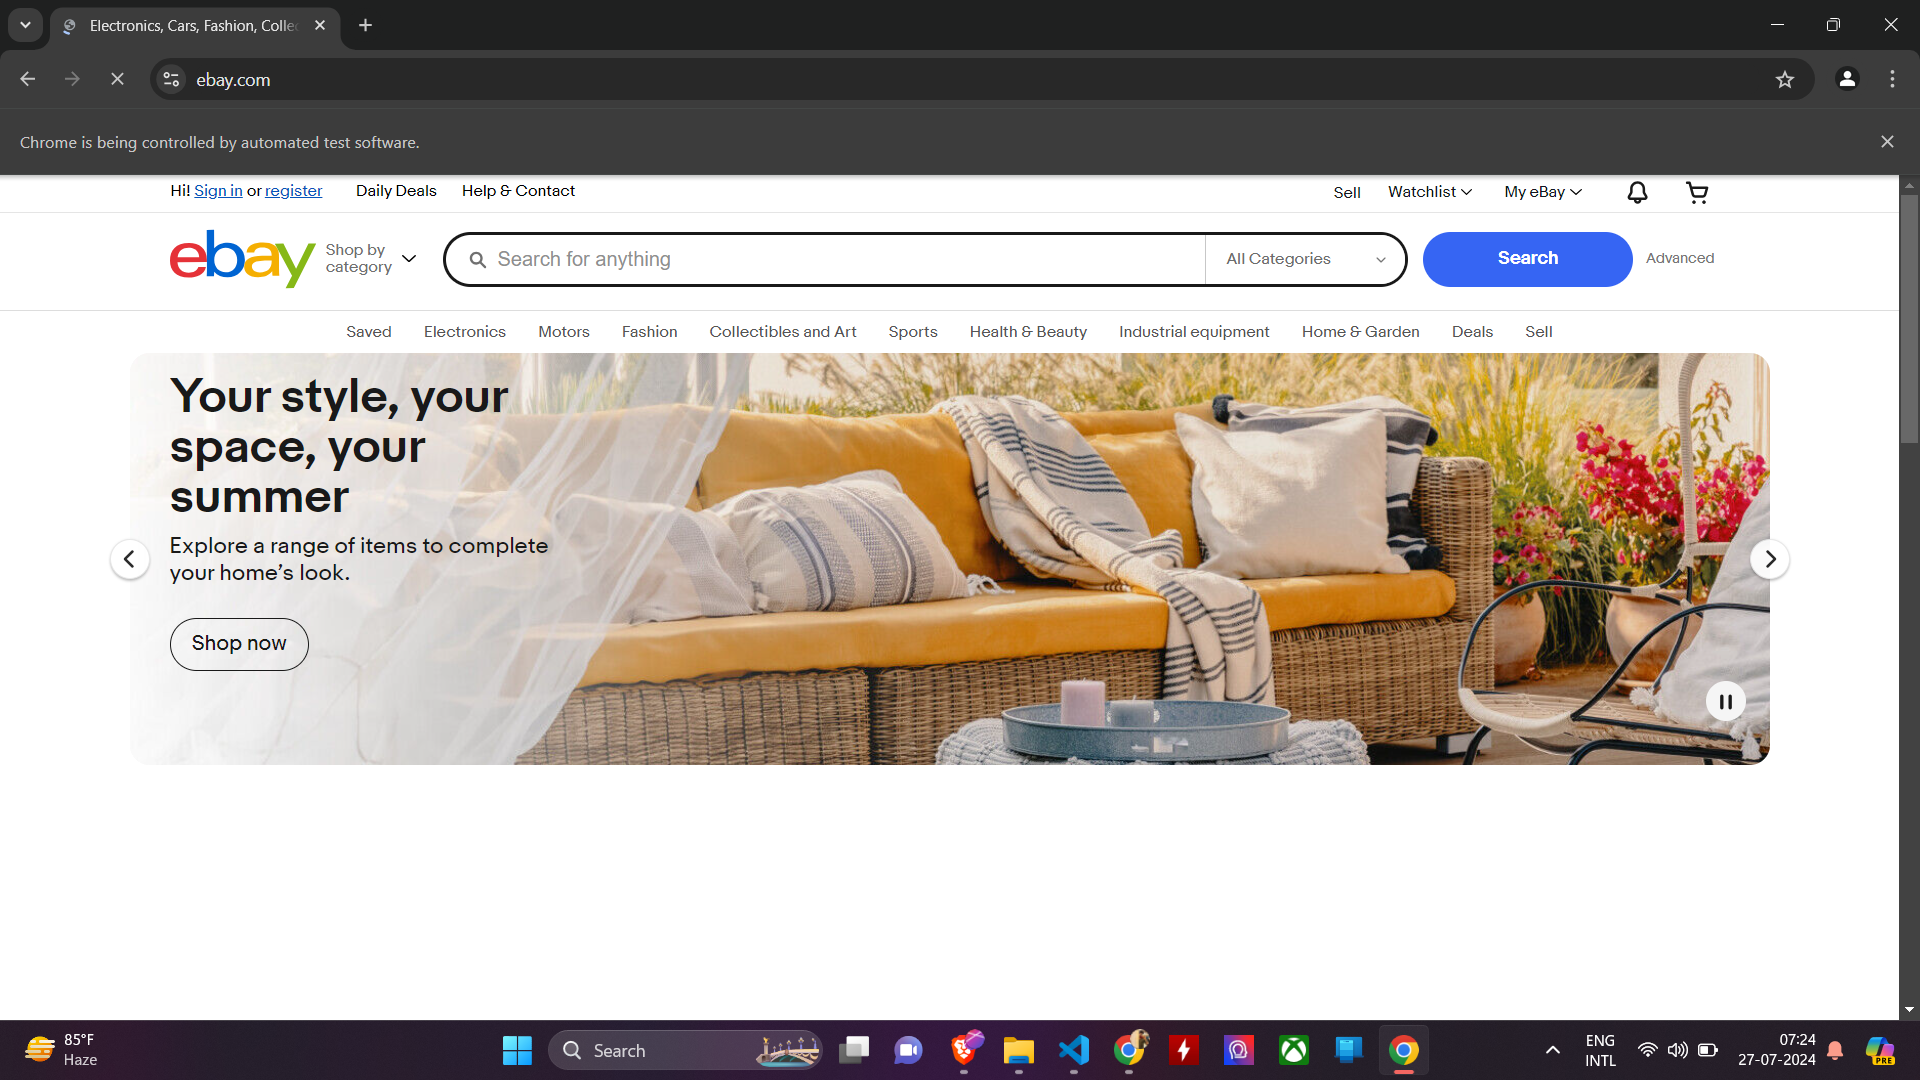 Electronics, Cars, Fashion, Collec
ebay.com
Chrome is being controlled by automated test software.
Hi! Sign in or register Daily Deals Help & Contact Sell Watchlist My eBay
ebay
Shop by category
Search for anything All Categories Search Advanced
Saved Electronics Motors Fashion Collectibles and Art Sports Health & Beauty Industrial equipment Home & Garden Deals Sell
Your style, your
space, your
summer
Explore a range of items to complete
your home’s look.
Shop now
85°F
Haze
Search
ENG
INTL
07:24
27-07-2024
PRE